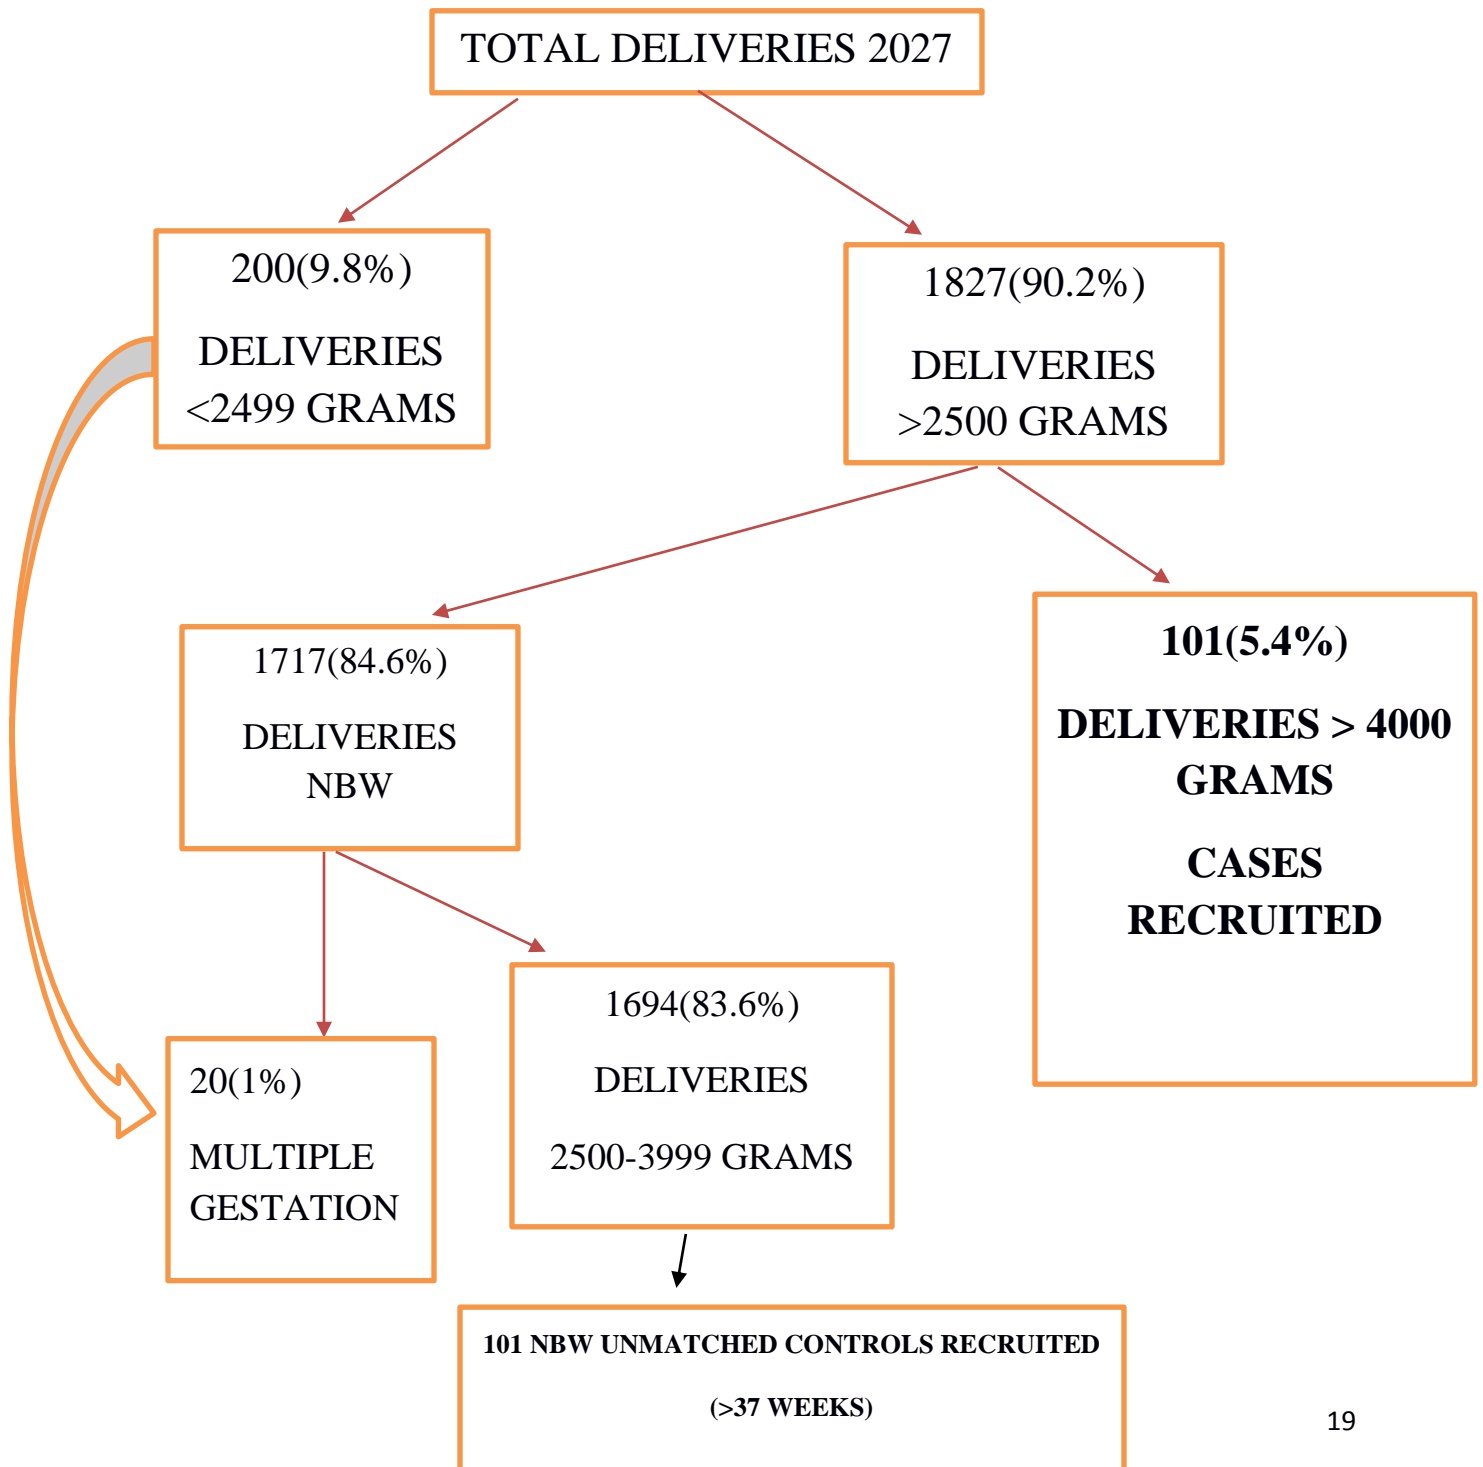 TOTAL DELIVERIES 2027
200(9.8%)
DELIVERIES
<2499 GRAMS
1827(90.2%)
DELIVERIES
>2500 GRAMS
1717(84.6%)
DELIVERIES
NBW
101(5.4%)
DELIVERIES > 4000
GRAMS
CASES
RECRUITED
20(1%)
MULTIPLE
GESTATION
1694(83.6%)
DELIVERIES
2500-3999 GRAMS
101 NBW UNMATCHED CONTROLS RECRUITED
(>37 WEEKS)
19